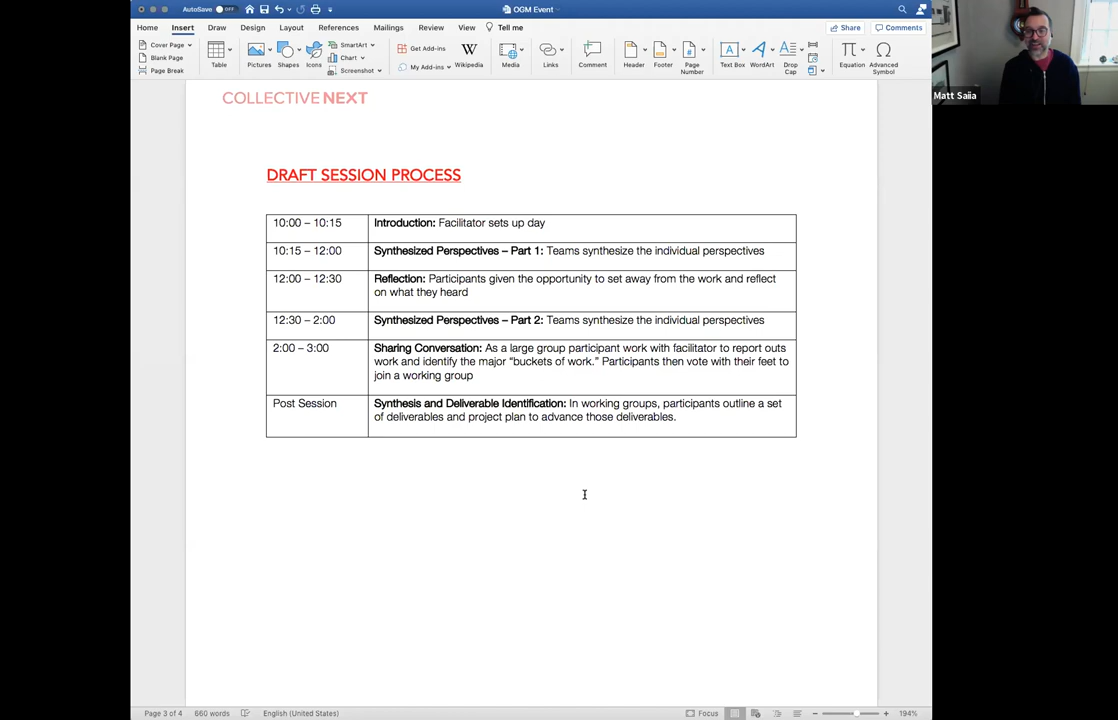 AutoSave OFF
OGM Event
Home Insert Draw Design Layout References Mailings Review View Tell me
Share Comments
Cover Page
Blank Page
Page Break
Table
Pictures Shapes Icons
SmartArt
Chart
Screenshot
Get Add-ins
My Add-ins
Wikipedia
Media
Links
Comment
Header Footer Page
Number
Text Box WordArt Drop
Cap
Equation Advanced
Symbol
Matt Saiia
COLLECTIVE NEXT
DRAFT SESSION PROCESS
10:00 – 10:15 Introduction: Facilitator sets up day
10:15 – 12:00 Synthesized Perspectives – Part 1: Teams synthesize the individual perspectives
12:00 – 12:30 Reflection: Participants given the opportunity to set away from the work and reflect
on what they heard
12:30 – 2:00 Synthesized Perspectives – Part 2: Teams synthesize the individual perspectives
2:00 – 3:00 Sharing Conversation: As a large group participant work with facilitator to report outs
work and identify the major “buckets of work.” Participants then vote with their feet to
join a working group
Post Session Synthesis and Deliverable Identification: In working groups, participants outline a set
of deliverables and project plan to advance those deliverables.
Page 3 of 4 660 words English (United States) Focus 194%